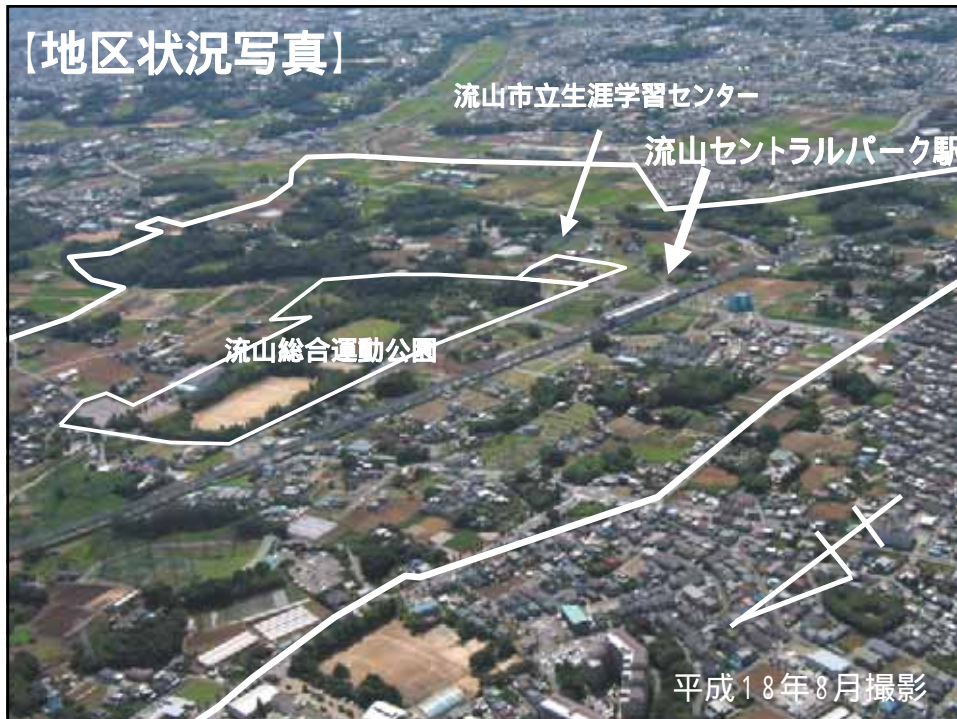 【地区状況写真】
流山市立生涯学習センター
流山セントラルパーク駅
流山総合運動公園
平成18年8月撮影